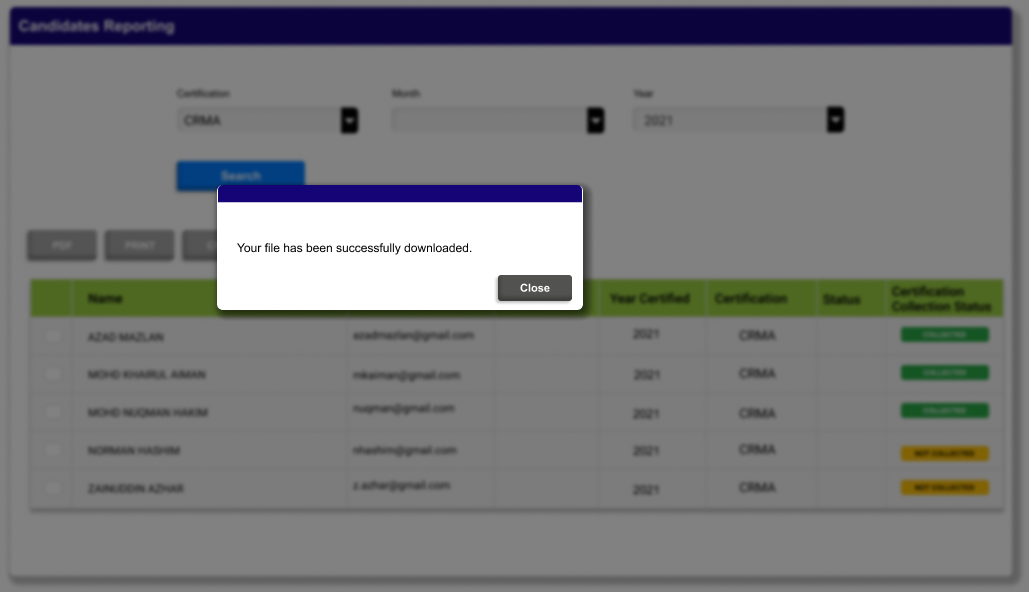 Candidates Reporting
Certification Month Year
CRMA 2021
Search
Your file has been successfully downloaded.
PDF PRINT
Close
Name Year Certified Certification Status Certification Collection Status
AZAD MAZLAN azadmazlan@gmail.com 2021 CRMA COLLECTED
MOHD KHAIRUL AIMAN mkaiman@gmail.com 2021 CRMA COLLECTED
MOHD NUQMAN HAKIM nuqman@gmail.com 2021 CRMA COLLECTED
NORMAN HASHIM nhashim@gmail.com 2021 CRMA NOT COLLECTED
ZAINUDDIN AZHAR z.azhar@gmail.com 2021 CRMA NOT COLLECTED